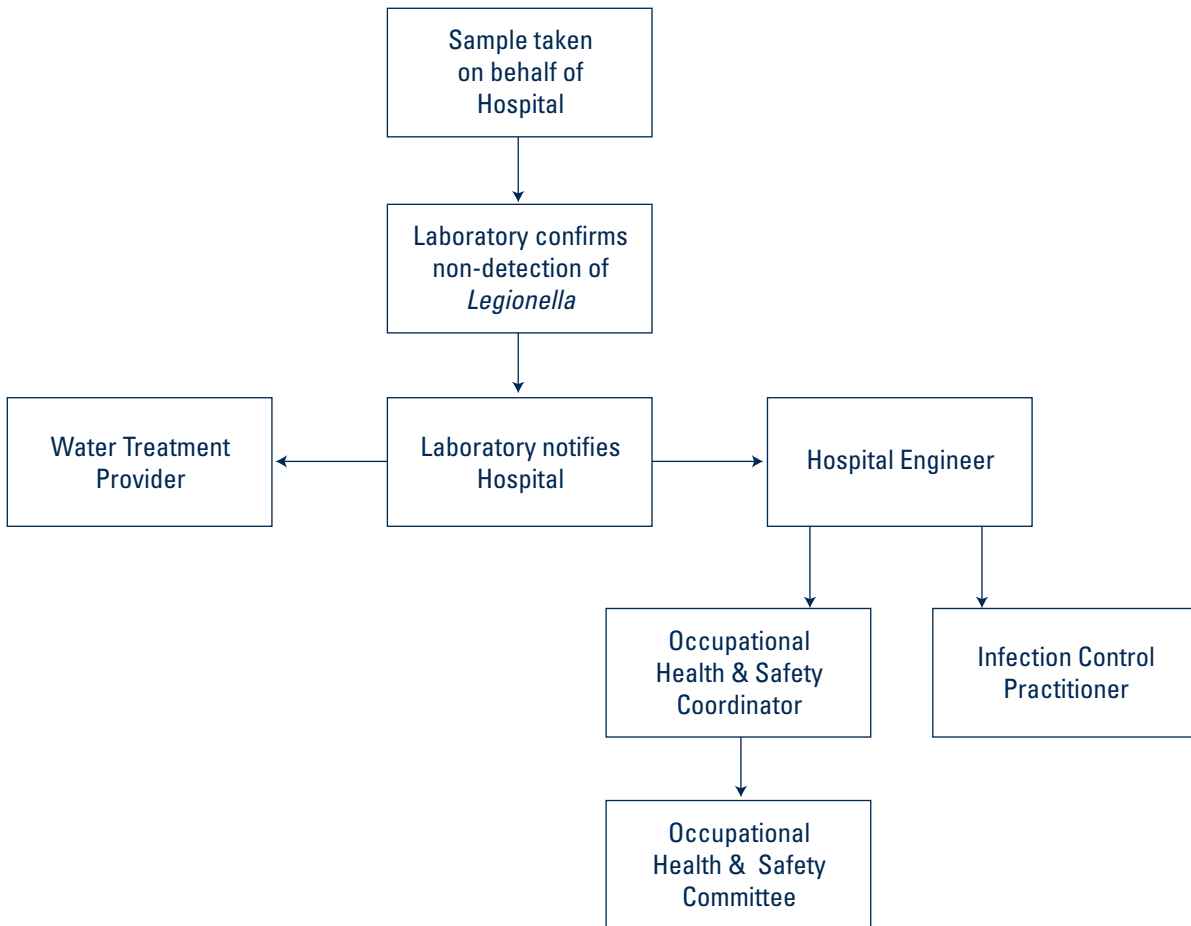 Sample taken
on behalf of
Hospital
Laboratory confirms
non-detection of
Legionella
Water Treatment
Provider
Laboratory notifies
Hospital
Hospital Engineer
Occupational
Health & Safety
Coordinator
Infection Control
Practitioner
Occupational
Health & Safety
Committee